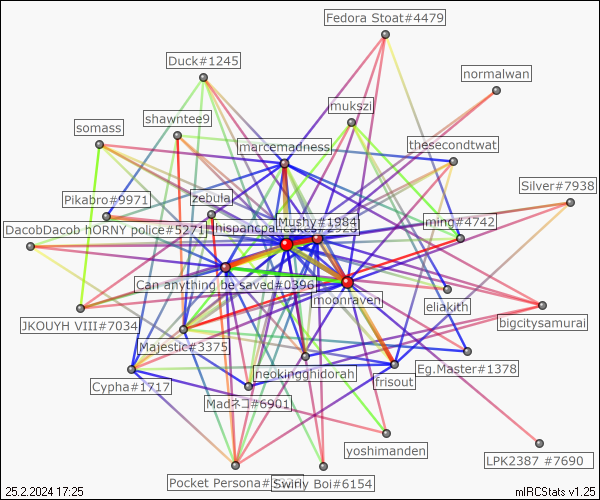 Fedora Stoat#4479
Duck#1245
normalwan
mukszi
shawntee9
somass
marcemadness
thesecondtwat
Silver#7938
Pikabro#9971
zebula
Mushy#1984
ming#4742
DacobDacob hORNY police#5271
Can anything be saved#0396
moonraven
eliakith
bigcitysamurai
JKOUYH VIII#7034
Majestic#3375
neokingghidorah
Eg.Master#1378
frisout
Cypha#1717
Madネコ#6901
yoshimanden
LPK2387 #7690
Pocket Persona#
Swirly Boi#6154
25.2.2024 17:25
mIRCStats v1.25